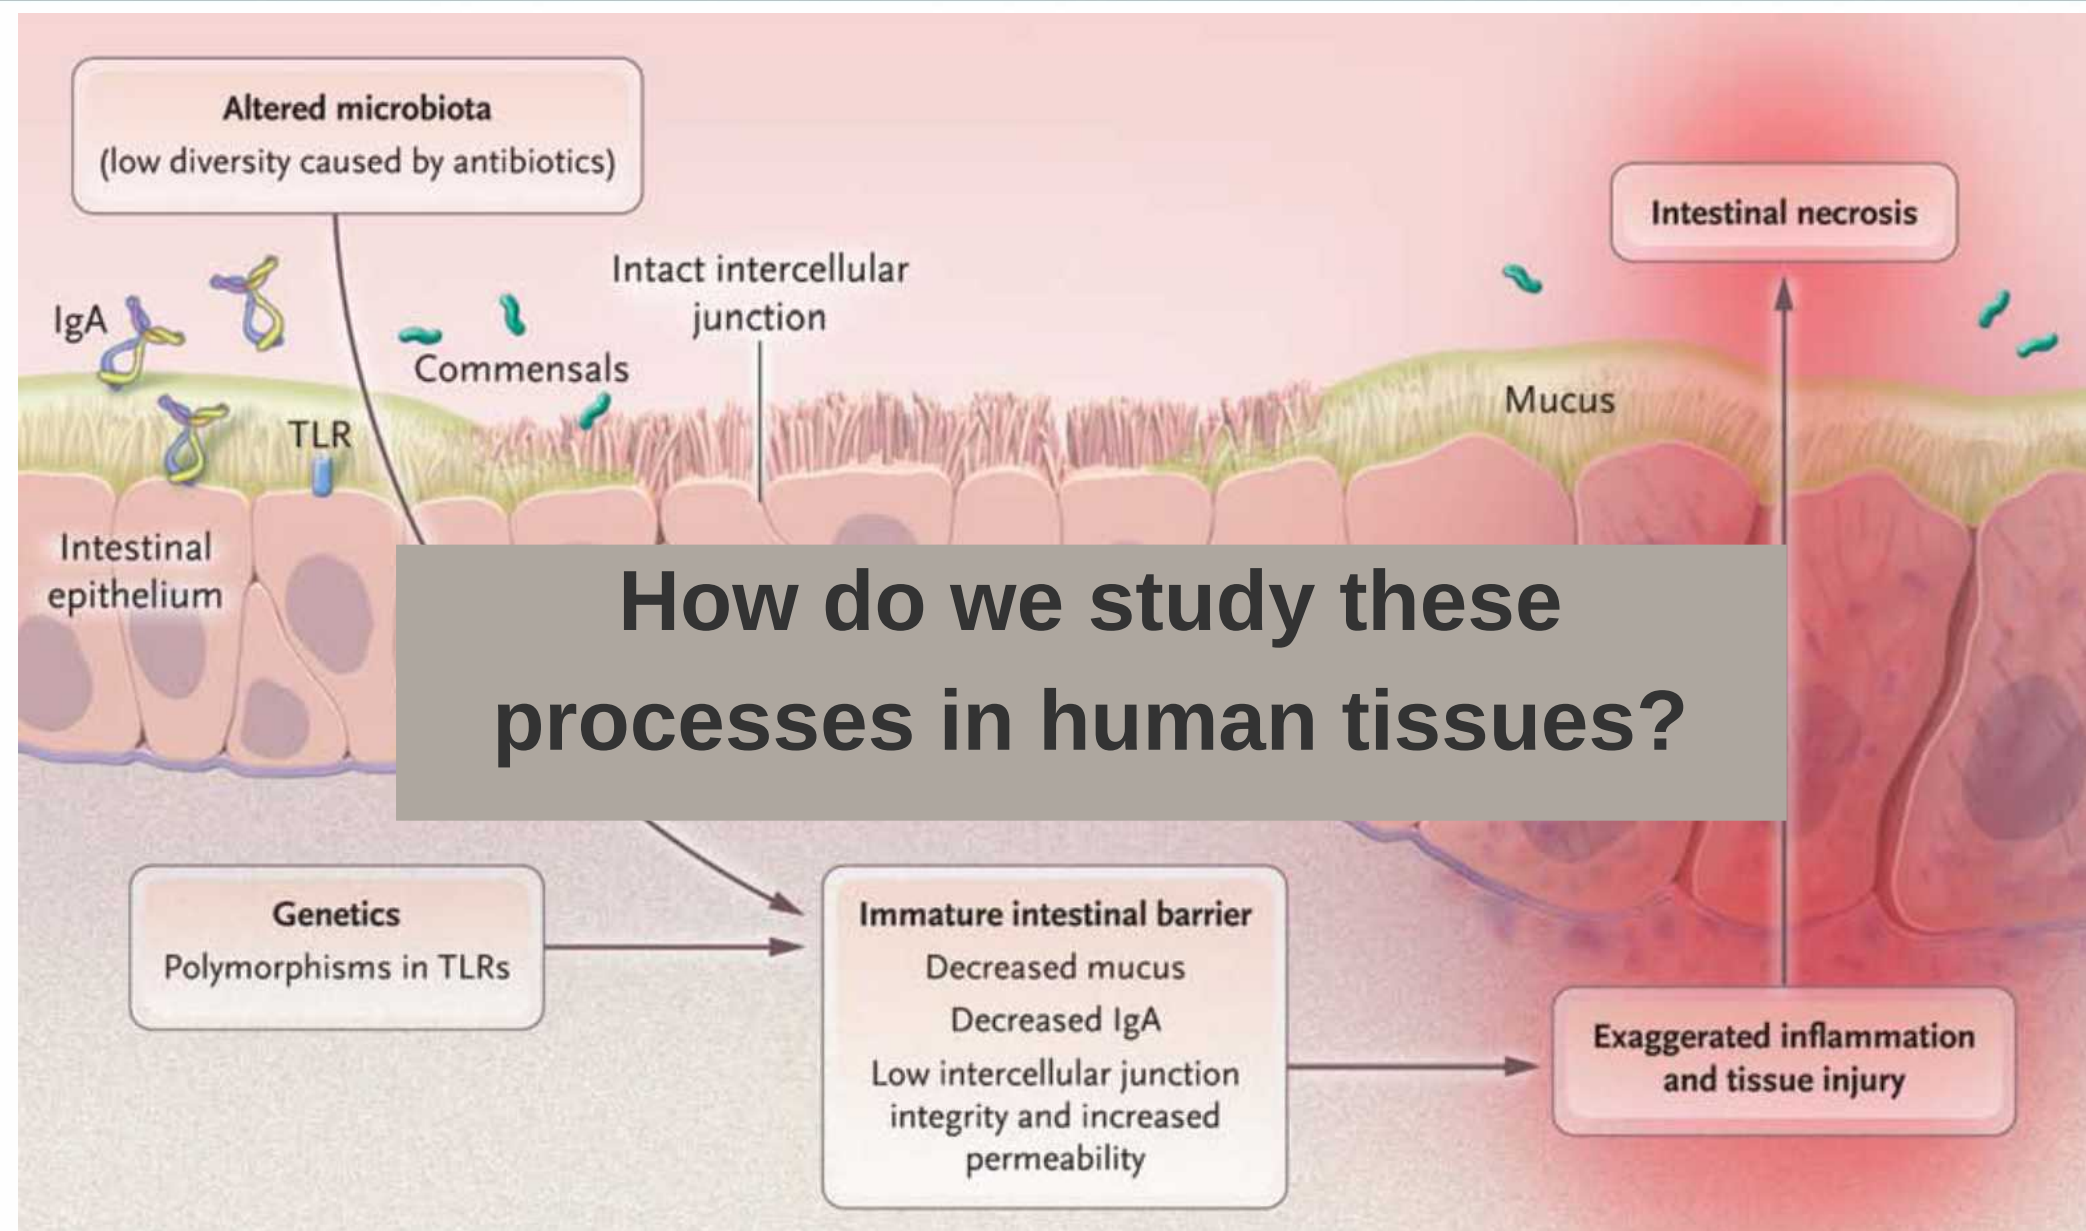 Altered microbiota
(low diversity caused by antibiotics)
Intestinal necrosis
Intact intercellular
junction
IgA
Commensals
Mucus
TLR
Intestinal
epithelium
How do we study these
processes in human tissues?
Genetics
Polymorphisms in TLRs
Immature intestinal barrier
Decreased mucus
Decreased IgA
Low intercellular junction
integrity and increased
permeability
Exaggerated inflammation
and tissue injury